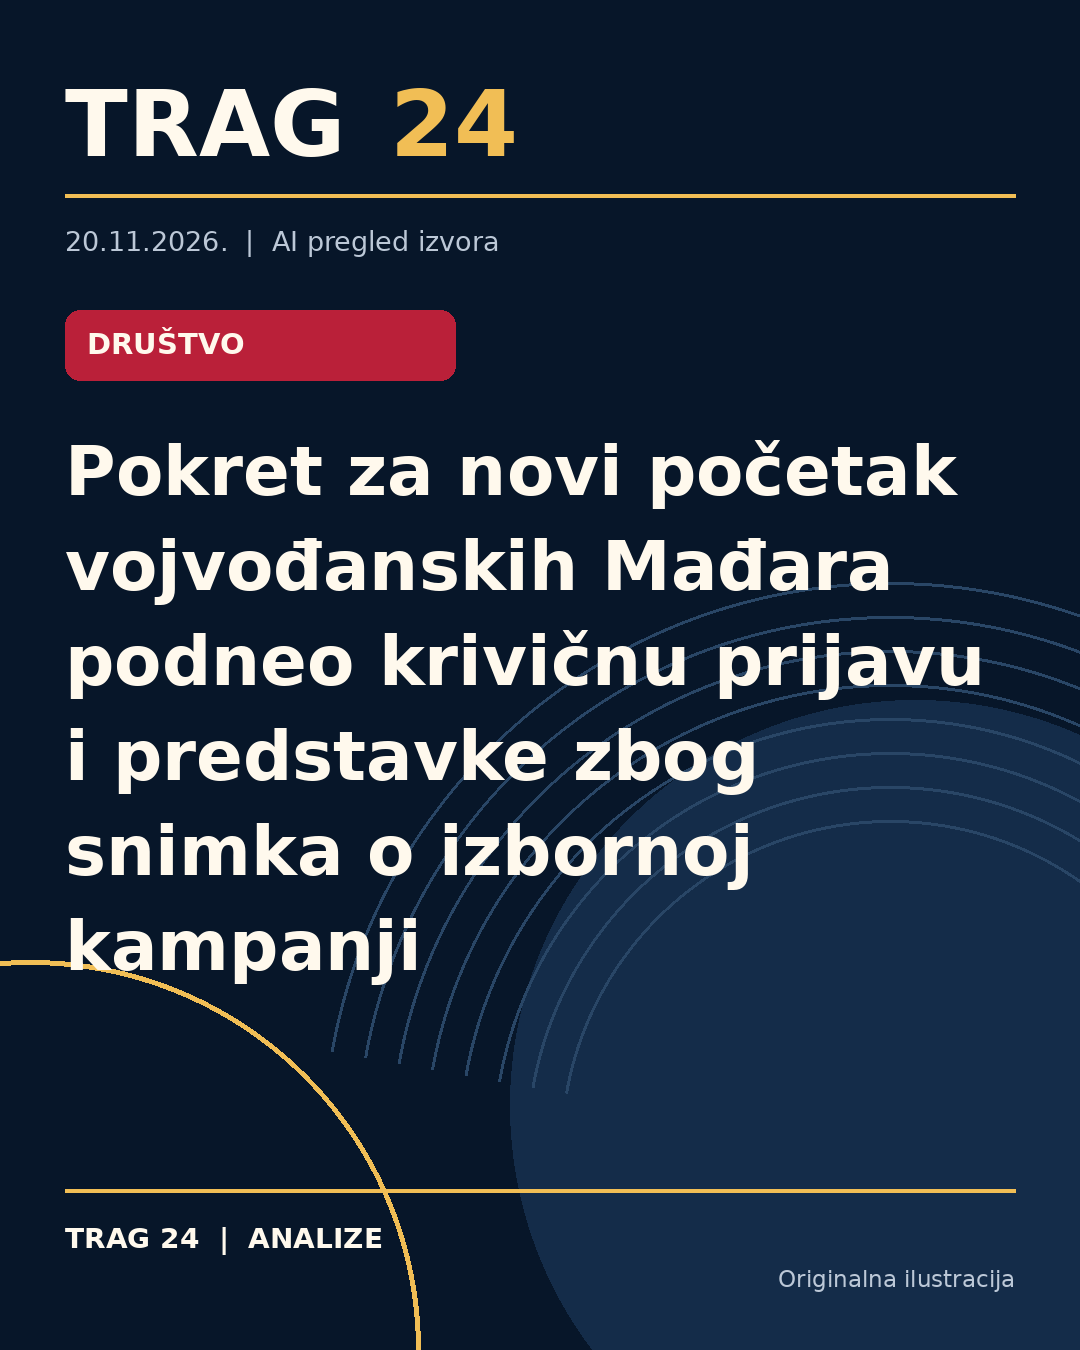 TRAG 24
20.11.2026. | AI pregled izvora
DRUŠTVO
Pokret za novi početak
vojvođanskih Mađara
podneo krivičnu prijavu
i predstavke zbog
snimka o izbornoj
kampanji
TRAG 24 | ANALIZE
Originalna ilustracija